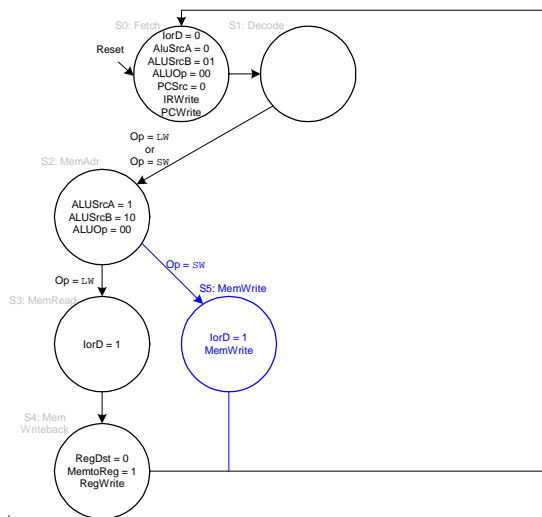 S0: Fetch
S1: Decode
Reset
IorD = 0
AluSrcA = 0
ALUSrcB = 01
ALUOp = 00
PCSrc = 0
IRWrite
PCWrite
Op = LW
or
Op = SW
S2: MemAdr
ALUSrcA = 1
ALUSrcB = 10
ALUOp = 00
Op = SW
Op = LW
S5: MemWrite
S3: MemRead
IorD = 1
IorD = 1
MemWrite
S4: Mem
Writeback
RegDst = 0
MemtoReg = 1
RegWrite